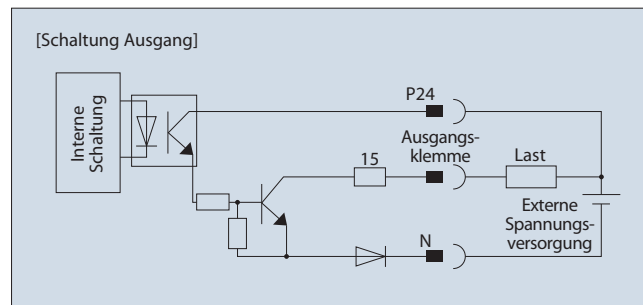 [Schaltung Ausgang]
Interne
Schaltung
P24
Ausgangs-
klemme
15
Last
Externe
Spannungs-
versorgung
N